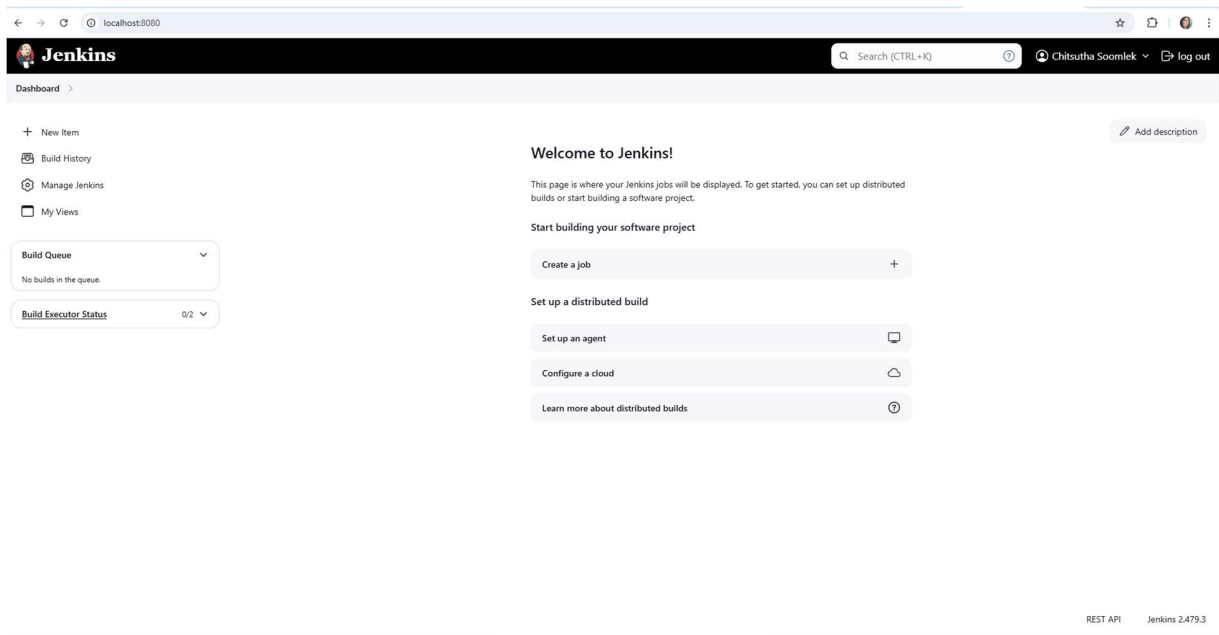 localhost:8080
Jenkins
Search (CTRL+K)
Chitsutha Soomlek
log out
Dashboard
New Item
Build History
Manage Jenkins
My Views
Build Queue
No builds in the queue.
Build Executor Status 0/2
Add description
Welcome to Jenkins!
This page is where your Jenkins jobs will be displayed. To get started, you can set up distributed
builds or start building a software project.
Start building your software project
Create a job
Set up a distributed build
Set up an agent
Configure a cloud
Learn more about distributed builds
REST API
Jenkins 2.479.3